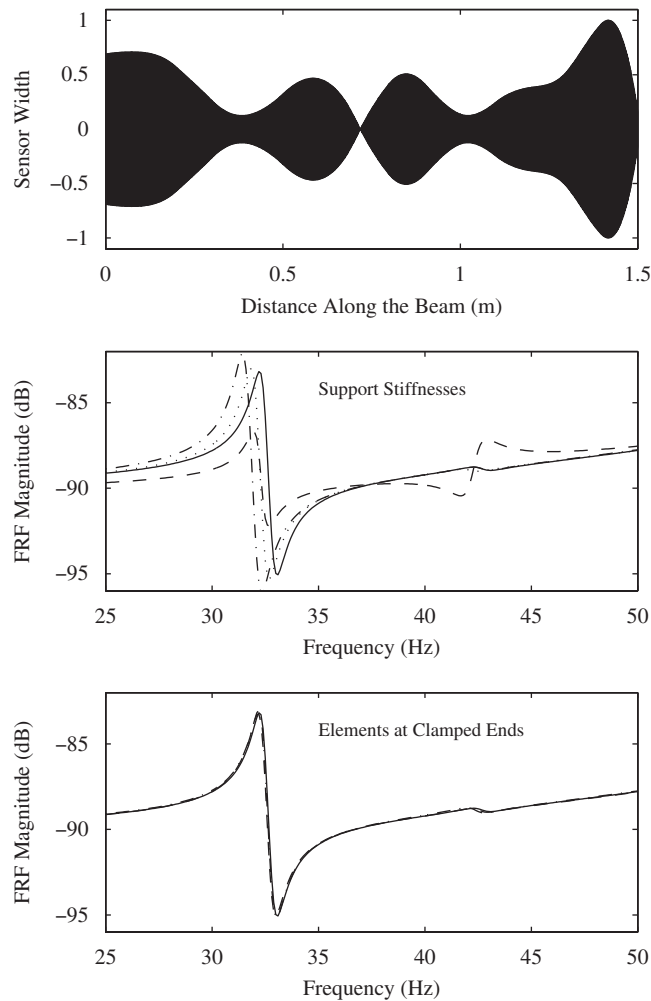 1
0.5
0
−0.5
−1
Sensor Width
0 0.5 1 1.5
Distance Along the Beam (m)
Support Stiffnesses
−85
−90
−95
FRF Magnitude (dB)
25 30 35 40 45 50
Frequency (Hz)
Elements at Clamped Ends
−85
−90
−95
FRF Magnitude (dB)
25 30 35 40 45 50
Frequency (Hz)